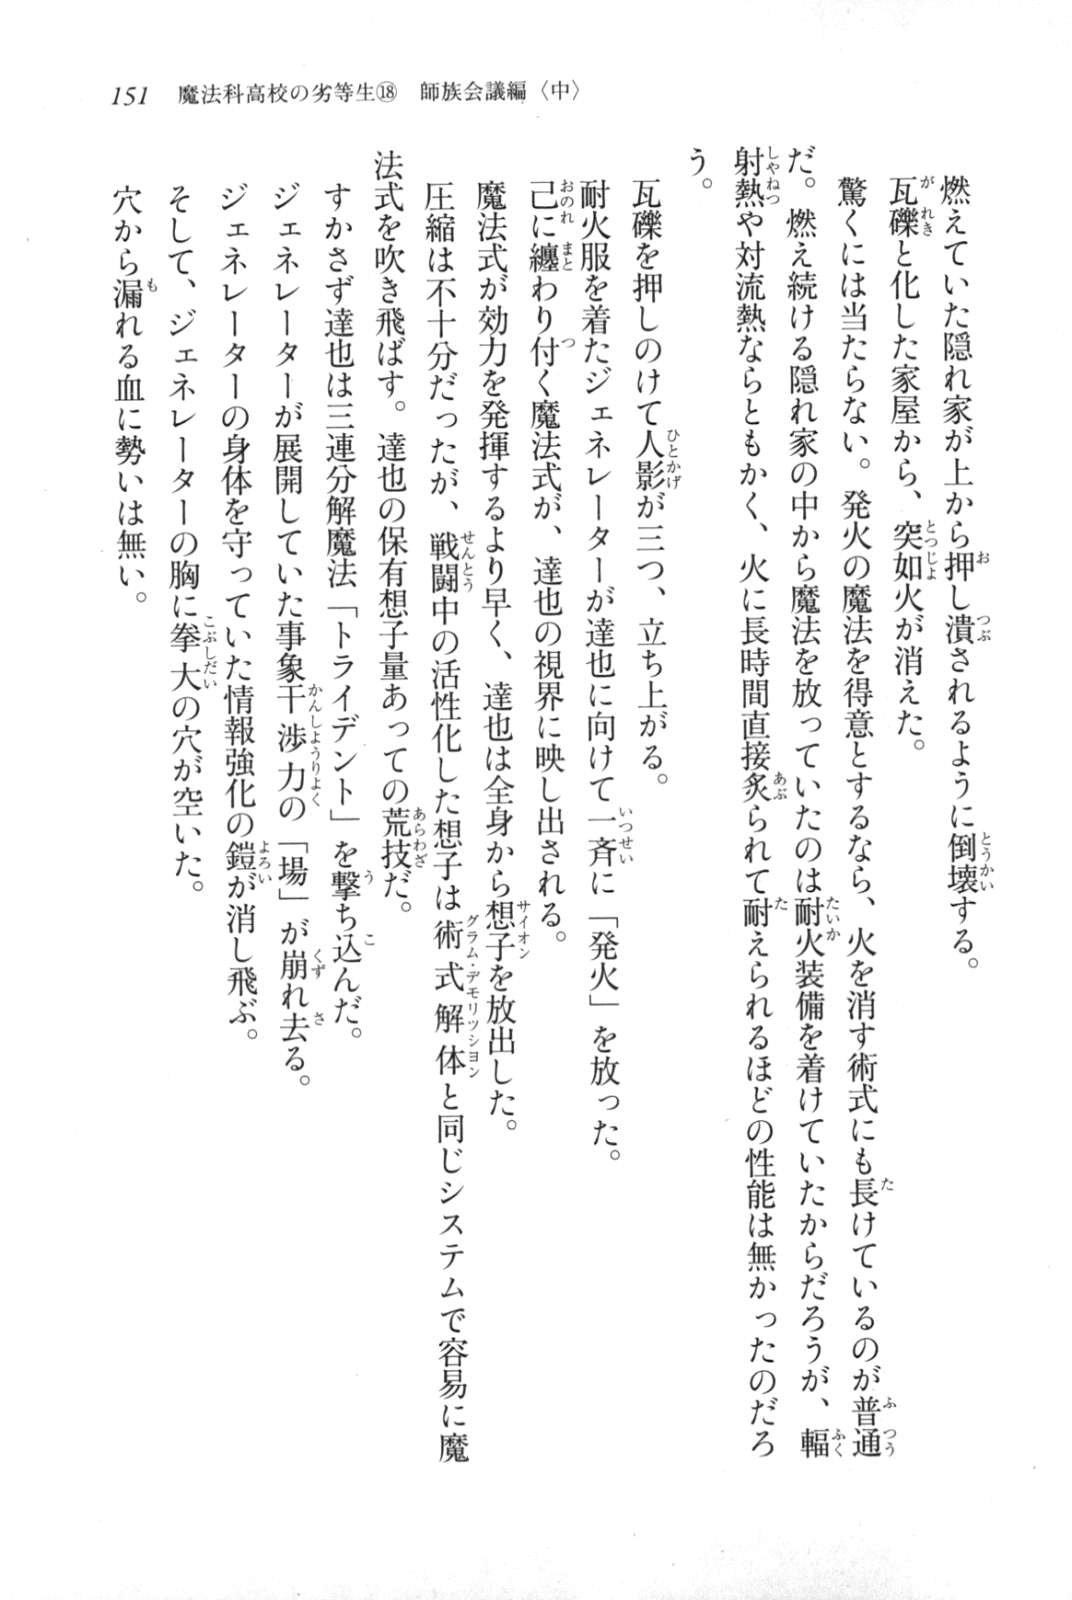 151　魔法科高校の劣等生⑱　師族会議編〈中〉
燃えていた隠れ家が上から押し潰されるように倒壊する。
瓦礫と化した家屋から、突如火が消えた。
驚くには当たらない。発火の魔法を得意とするなら、火を消す術式にも長けているのが普通
だ。燃え続ける隠れ家の中から魔法を放っていたのは耐火装備を着けていたからだろうが、輻
射熱や対流熱ならともかく、火に長時間直接炙られて耐えられるほどの性能は無かったのだろ
う。
瓦礫を押しのけて人影が三つ、立ち上がる。
耐火服を着たジェネレーターが達也に向けて一斉に「発火」を放った。
己に纏わり付く魔法式が、達也の視界に映し出される。
魔法式が効力を発揮するより早く、達也は全身から想子を放出した。
圧縮は不十分だったが、戦闘中の活性化した想子は術式解体と同じシステムで容易に魔
法式を吹き飛ばす。達也の保有想子量あっての荒技だ。
すかさず達也は三連分解魔法「トライデント」を撃ち込んだ。
ジェネレーターが展開していた事象干渉力の「場」が崩れ去る。
ジェネレーターの身体を守っていた情報強化の鎧が消し飛ぶ。
そして、ジェネレーターの胸に拳大の穴が空いた。
穴から漏れる血に勢いは無い。